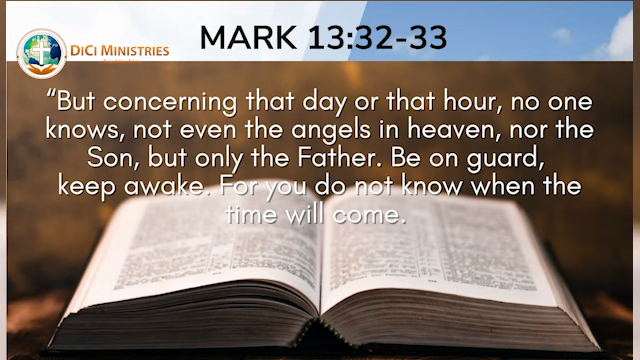 DiCi Ministries
MARK 13:32-33
“But concerning that day or that hour, no one
knows, not even the angels in heaven, nor the
Son, but only the Father. Be on guard,
keep awake. For you do not know when the
time will come.